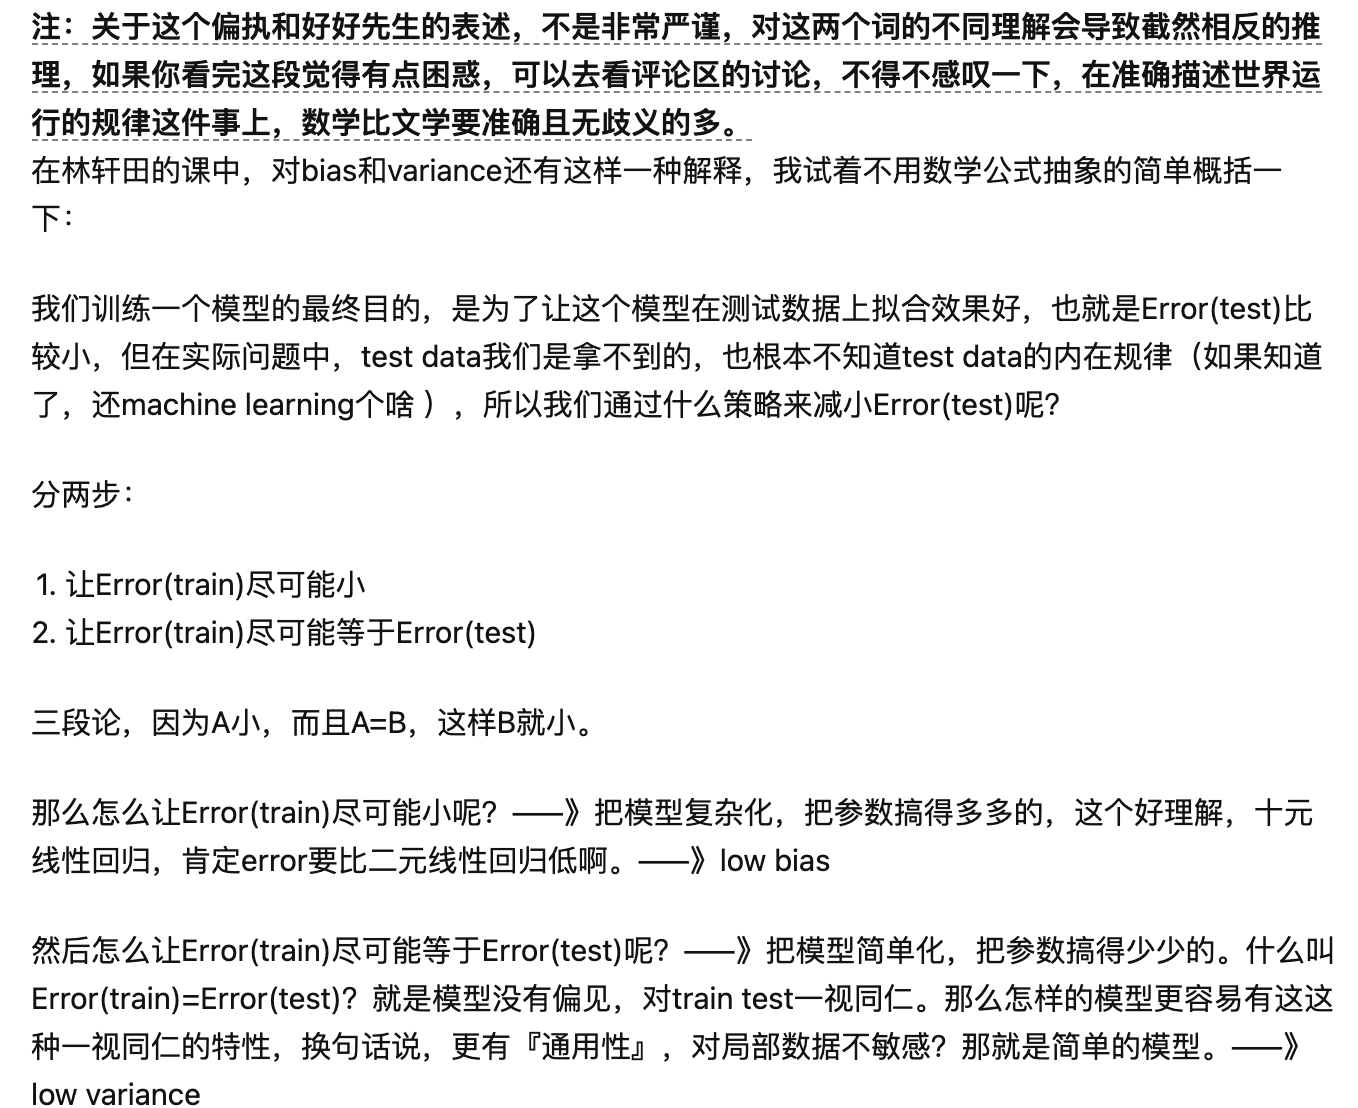 注：关于这个偏执和好好先生的表述，不是非常严谨，对这两个词的不同理解会导致截然相反的推
理，如果你看完这段觉得有点困惑，可以去看评论区的讨论，不得不感叹一下，在准确描述世界运
行的规律这件事上，数学比文学要准确且无歧义的多。
在林轩田的课中，对bias和variance还有这样一种解释，我试着不用数学公式抽象的简单概括一
下：
我们训练一个模型的最终目的，是为了让这个模型在测试数据上拟合效果好，也就是Error(test)比
较小，但在实际问题中，test data我们是拿不到的，也根本不知道test data的内在规律（如果知道
了，还machine learning个啥 ），所以我们通过什么策略来减小Error(test)呢？
分两步：
1. 让Error(train)尽可能小
2. 让Error(train)尽可能等于Error(test)
三段论，因为A小，而且A=B，这样B就小。
那么怎么让Error(train)尽可能小呢？——》把模型复杂化，把参数搞得多多的，这个好理解，十元
线性回归，肯定error要比二元线性回归低啊。——》low bias
然后怎么让Error(train)尽可能等于Error(test)呢？——》把模型简单化，把参数搞得少少的。什么叫
Error(train)=Error(test)？就是模型没有偏见，对train test一视同仁。那么怎样的模型更容易有这这
种一视同仁的特性，换句话说，更有『通用性』，对局部数据不敏感？那就是简单的模型。——》
low variance